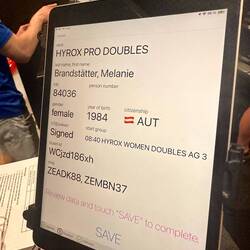 HYROX PRO DOUBLES
last name, first name
Brandstätter, Melanie
person number
84036
gender
year of birth
citizenship
female
1984
AUT
start group
Signed
08:40 HYROX WOMEN DOUBLES AG 3
WCjzd186xh
ZEADK88, ZEMBN37
Review data and touch "SAVE" to complete.
SAVE